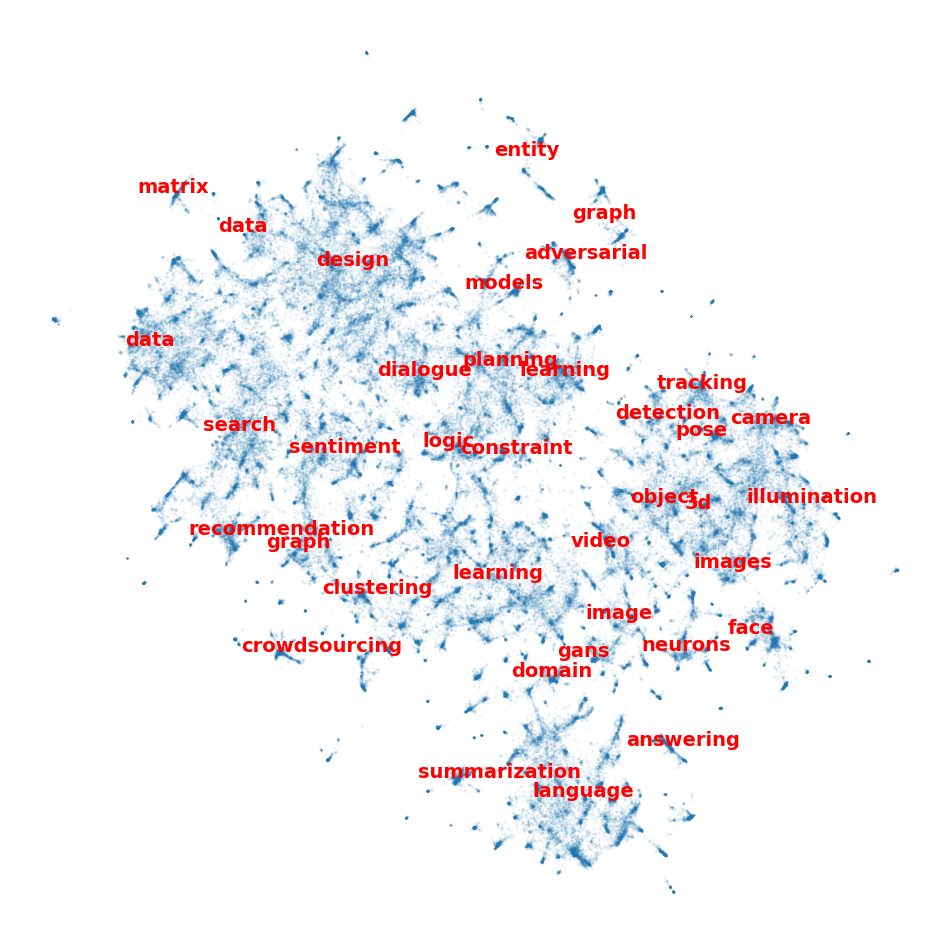 entity
matrix
graph
data
adversarial
design
models
data
planning
dialogue
learning
tracking
detection
camera
search
pose
logic
sentiment
constraint
object
3d
illumination
recommendation
graph
video
images
learning
clustering
image
face
crowdsourcing
neurons
gans
domain
answering
summarization
language